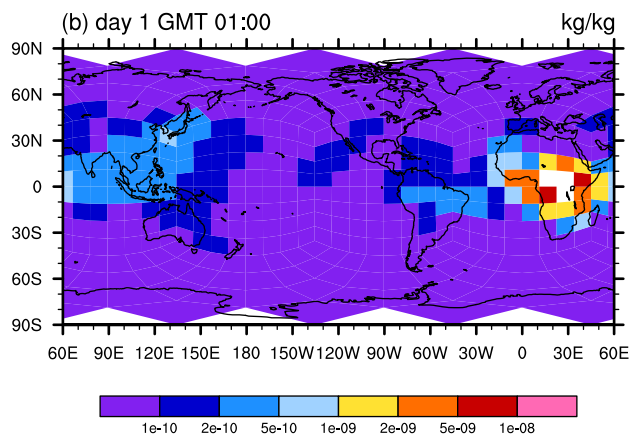 (b) day 1 GMT 01:00 kg/kg
90N
60N
30N
0
30S
60S
90S
60E 90E 120E 150E 180 150W 120W 90W 60W 30W 0 30E 60E
1e-10 2e-10 5e-10 1e-09 2e-09 5e-09 1e-08